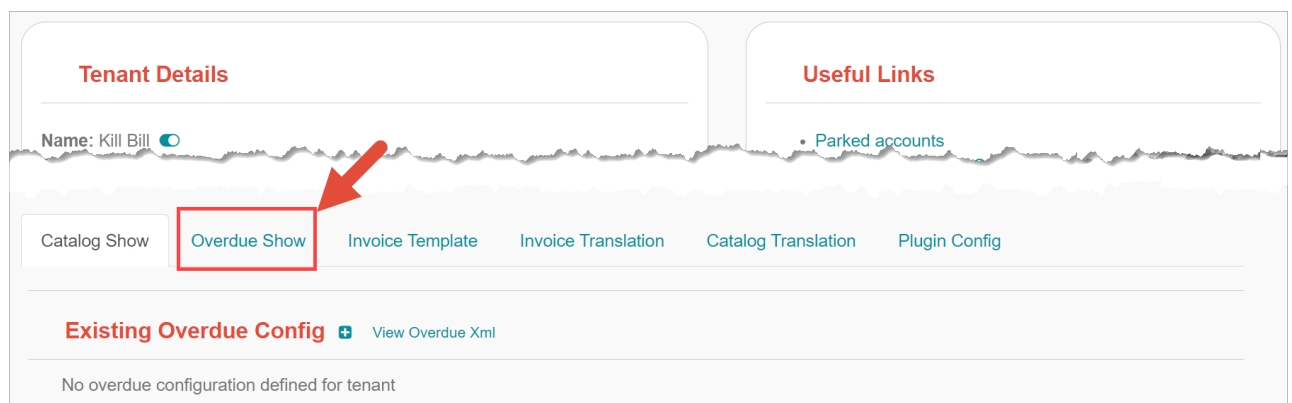 Tenant Details
Name: Kill Bill
Useful Links
Parked accounts
Catalog Show Overdue Show Invoice Template Invoice Translation Catalog Translation Plugin Config
Existing Overdue Config View Overdue Xml
No overdue configuration defined for tenant